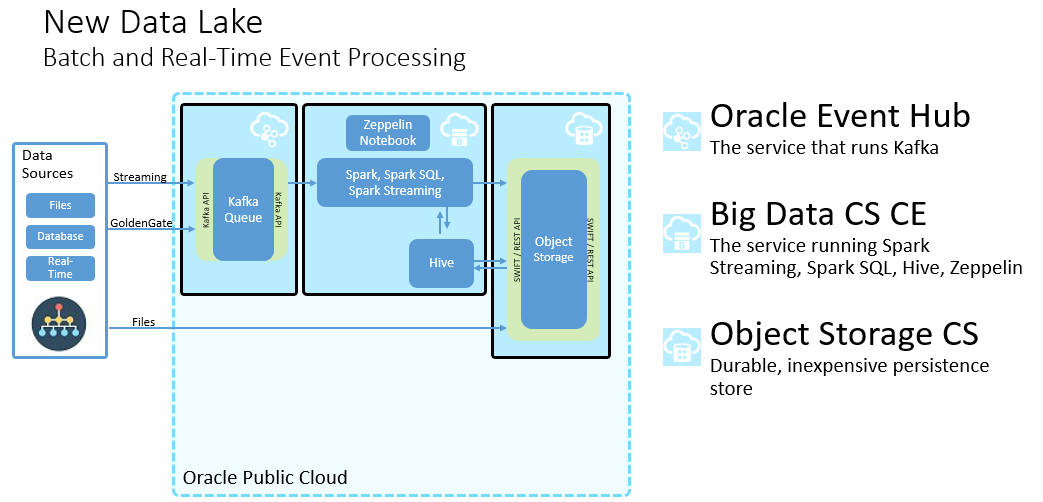 New Data Lake
Batch and Real-Time Event Processing
Data
Sources
Files
Database
Real-
Time
Streaming
GoldenGate
Files
Kafka API
Kafka
Queue
Kafka API
Zeppelin
Notebook
Spark, Spark SQL,
Spark Streaming
Hive
SWIFT / REST API
Object
Storage
SWIFT / REST API
Oracle Public Cloud
Oracle Event Hub
The service that runs Kafka
Big Data CS CE
The service running Spark
Streaming, Spark SQL, Hive, Zeppelin
Object Storage CS
Durable, inexpensive persistence
store